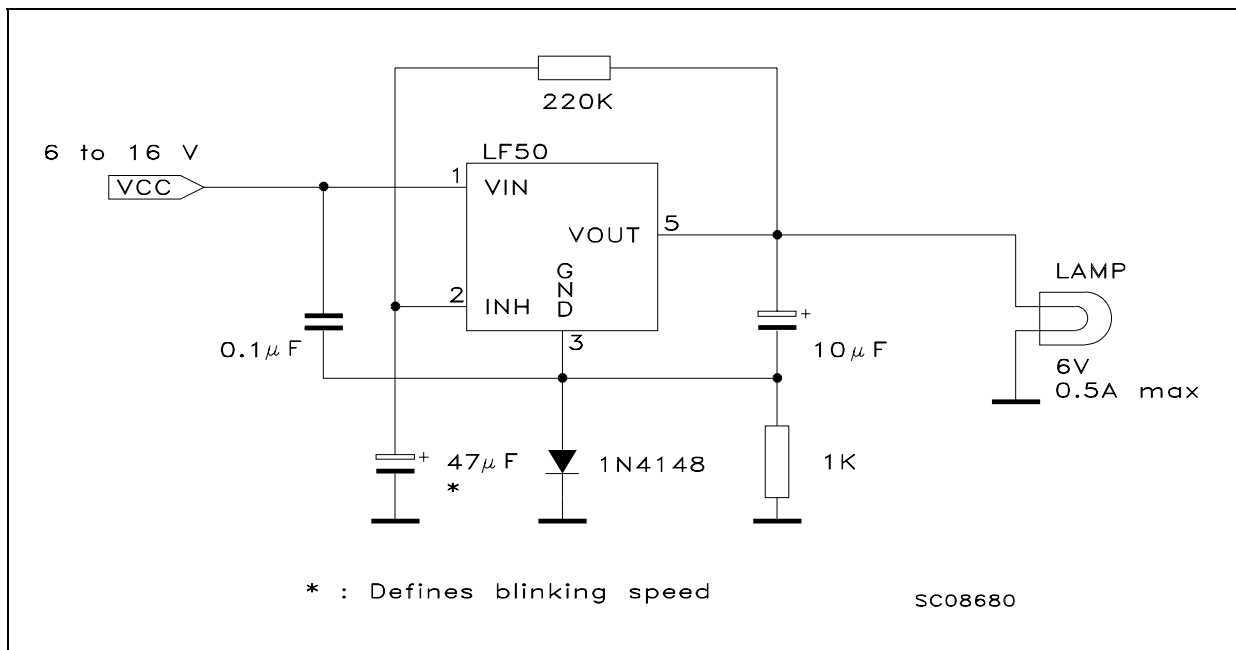 220K
6 to 16 V
LF50
VCC
1
VIN
5
VOUT
GND
LAMP
2
INH
3
0.1μF
+
10μF
6V
0.5A max
+
47μF
*
1N4148
1K
* : Defines blinking speed
SC08680